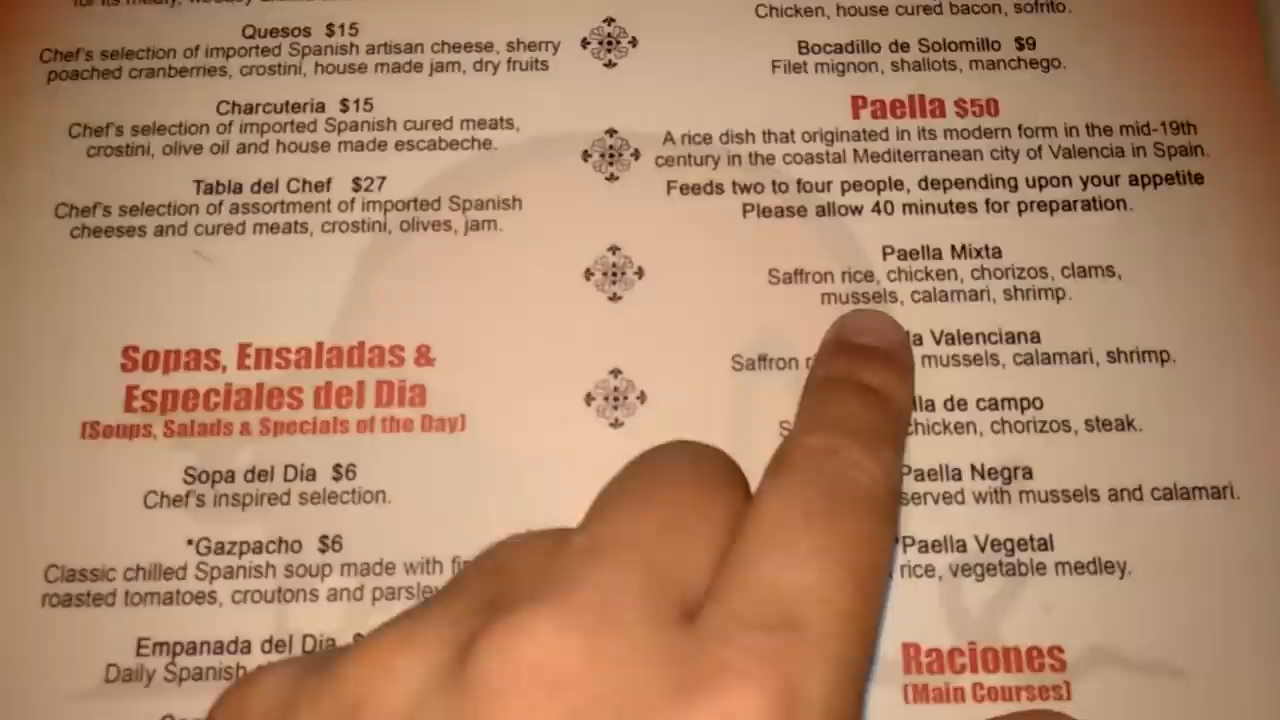 Quesos $15
Chef's selection of imported Spanish artisan cheese, sherry
poached cranberries, crostini, house made jam, dry fruits
Charcuteria $15
Chef's selection of imported Spanish cured meats,
crostini, olive oil and house made escabeche.
Tabla del Chef $27
Chef's selection of assortment of imported Spanish
cheeses and cured meats, crostini, olives, jam.
Sopas, Ensaladas &
Especiales del Dia
(Soups, Salads & Specials of the Day)
Sopa del Día $6
Chef's inspired selection.
*Gazpacho $6
Classic chilled Spanish soup made with
roasted tomatoes, croutons and parsley
Empanada del Dia
Daily Spanish
Chicken, house cured bacon, sofrito.
Bocadillo de Solomillo $9
Filet mignon, shallots, manchego.
Paella $50
A rice dish that originated in its modern form in the mid-19th
century in the coastal Mediterranean city of Valencia in Spain.
Feeds two to four people, depending upon your appetite
Please allow 40 minutes for preparation.
Paella Mixta
Saffron rice, chicken, chorizos, clams,
mussels, calamari, shrimp.
Valenciana
Saffron mussels, calamari, shrimp.
de campo
chicken, chorizos, steak.
Paella Negra
served with mussels and calamari.
*Paella Vegetal
rice, vegetable medley.
Raciones
(Main Courses)